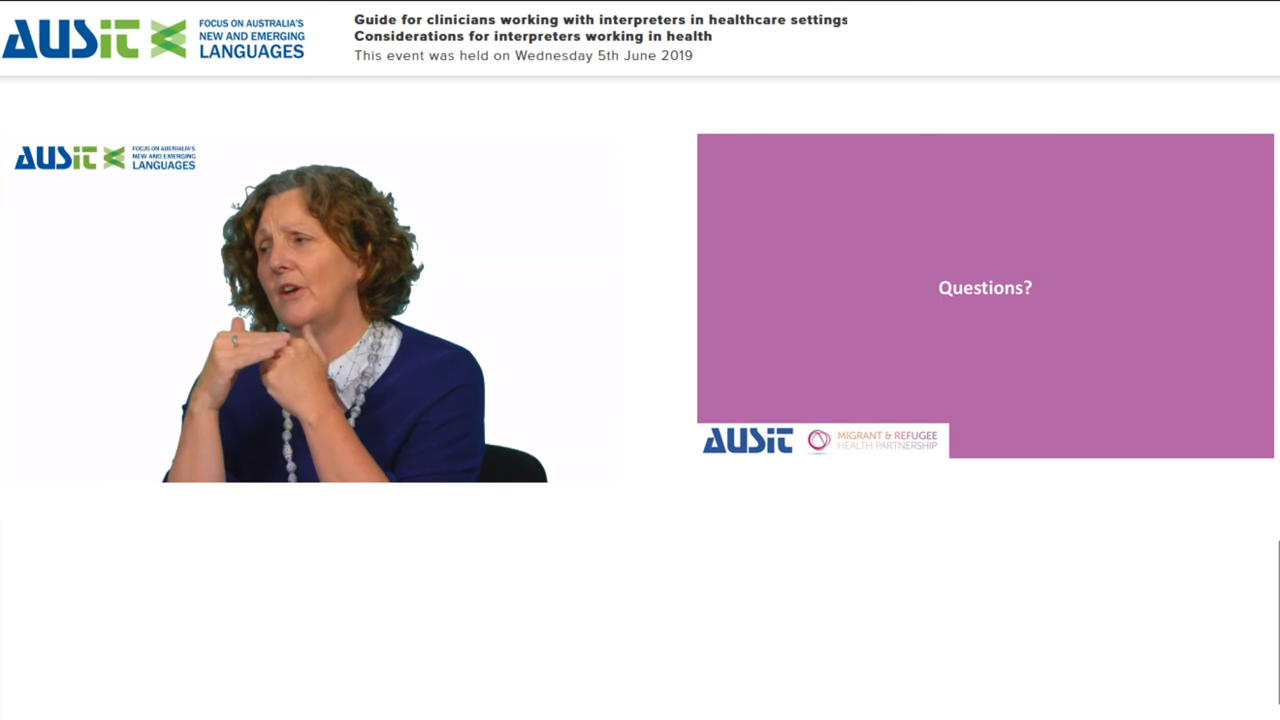 AUSiT
FOCUS ON AUSTRALIA'S
NEW AND EMERGING
LANGUAGES
Guide for clinicians working with interpreters in healthcare settings
Considerations for interpreters working in health
This event was held on Wednesday 5th June 2019
AUSiT
FOCUS ON AUSTRALIA'S
NEW AND EMERGING
LANGUAGES
Questions?
AUSiT
MIGRANT & REFUGEE
HEALTH PARTNERSHIP